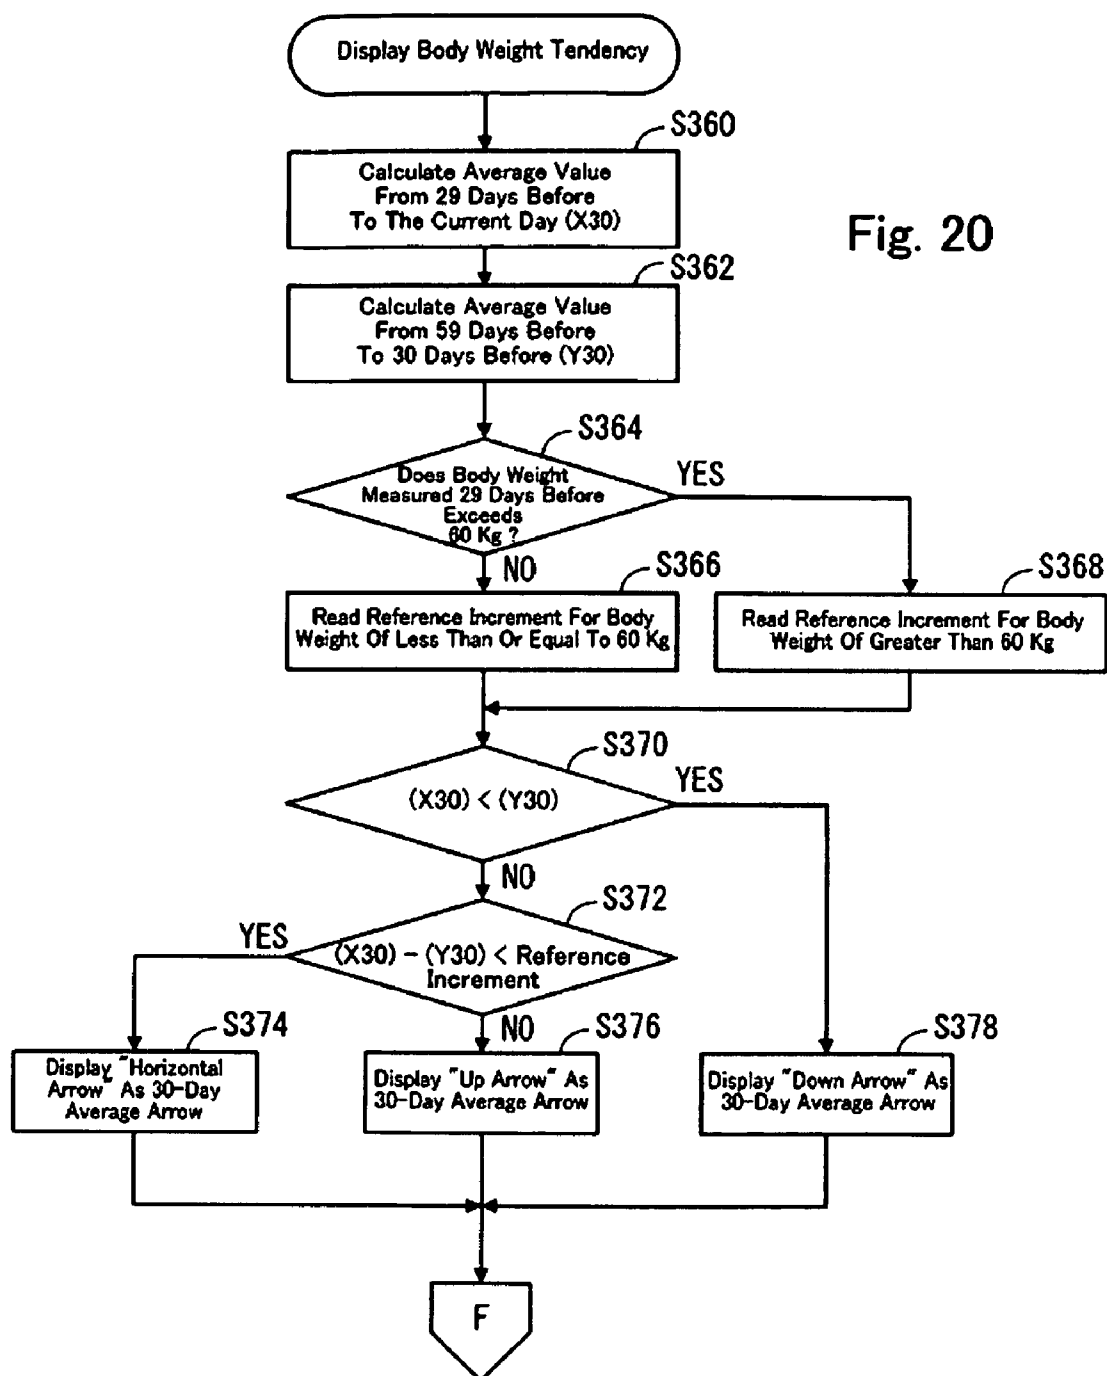 Display Body Weight Tendency
S360
Calculate Average Value
From 29 Days Before
To The Current Day (X30)
Fig. 20
S362
Calculate Average Value
From 59 Days Before
To 30 Days Before (Y30)
S364
Does Body Weight
Measured 29 Days Before
Exceeds
60 Kg ?
YES
NO
S366
Read Reference Increment For Body
Weight Of Less Than Or Equal To 60 Kg
S368
Read Reference Increment For Body
Weight Of Greater Than 60 Kg
S370
(X30) < (Y30)
YES
NO
S372
(X30) - (Y30) < Reference
Increment
YES
NO
S374
Display "Horizontal
Arrow" As 30-Day
Average Arrow
S376
Display "Up Arrow" As
30-Day Average Arrow
S378
Display "Down Arrow" As
30-Day Average Arrow
F